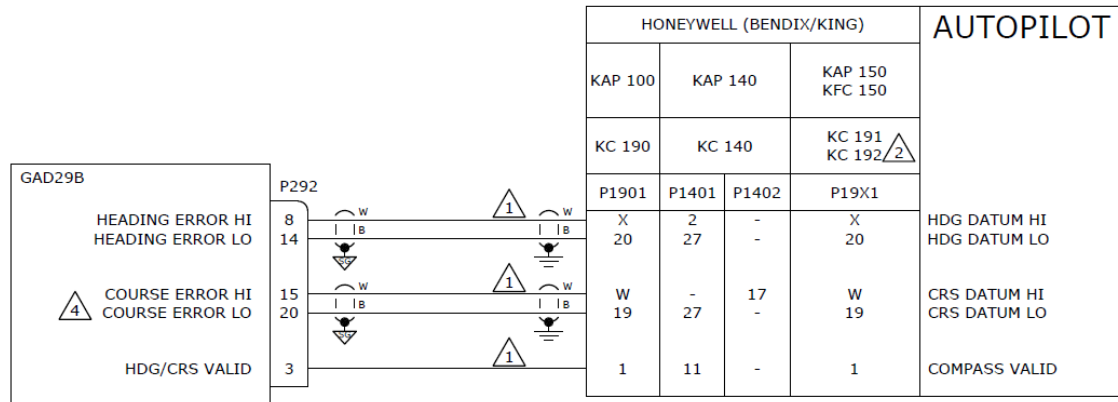 HONEYWELL (BENDIX/KING) AUTOPILOT
KAP 100 KAP 140 KAP 150
KFC 150
KC 190 KC 140 KC 191
KC 192 2
GAD29B
P292 P1901 P1401 P1402 P19X1
HEADING ERROR HI 8 W 1 W X 2 - X HDG DATUM HI
HEADING ERROR LO 14 B B 20 27 - 20 HDG DATUM LO
SG
COURSE ERROR HI 15 W 1 W W - 17 W CRS DATUM HI
4 COURSE ERROR LO 20 B B 19 27 - 19 CRS DATUM LO
SG
HDG/CRS VALID 3 1 1 11 - 1 COMPASS VALID